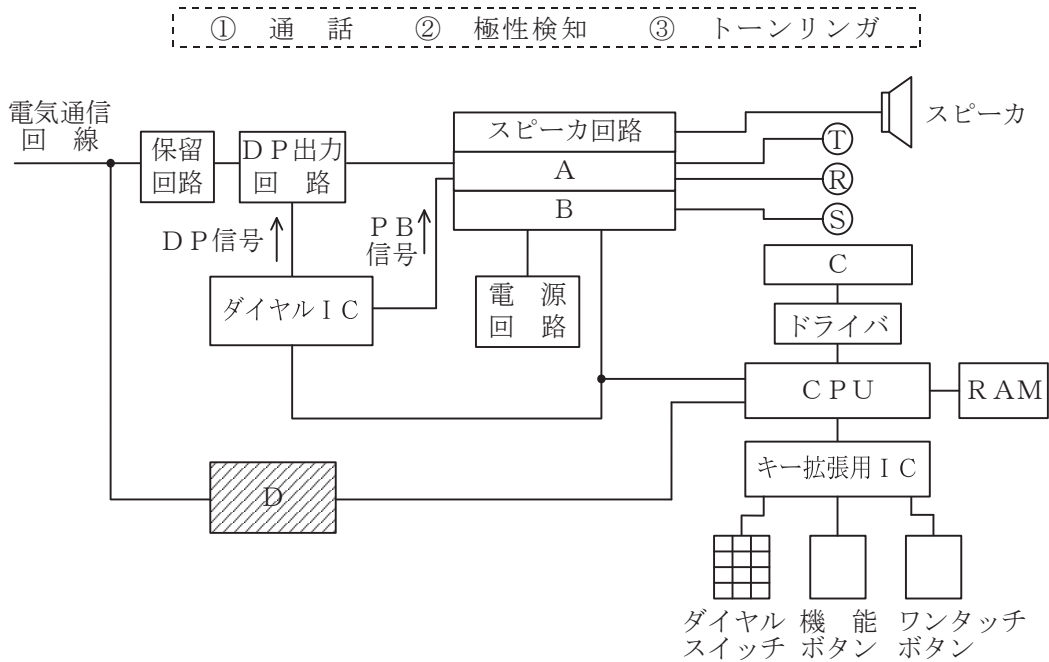 ① 通 話 ② 極性検知 ③ トーンリンガ
電気通信
回 線
保留
回路
ＤＰ出力
回 路
スピーカ回路
A
B
スピーカ
T
R
S
ＤＰ信号
ＰＢ
信号
C
ダイヤルＩＣ
電 源
回 路
ドライバ
ＣＰＵ
ＲＡＭ
キー拡張用ＩＣ
D
ダイヤル
スイッチ
機 能
ボタン
ワンタッチ
ボタン